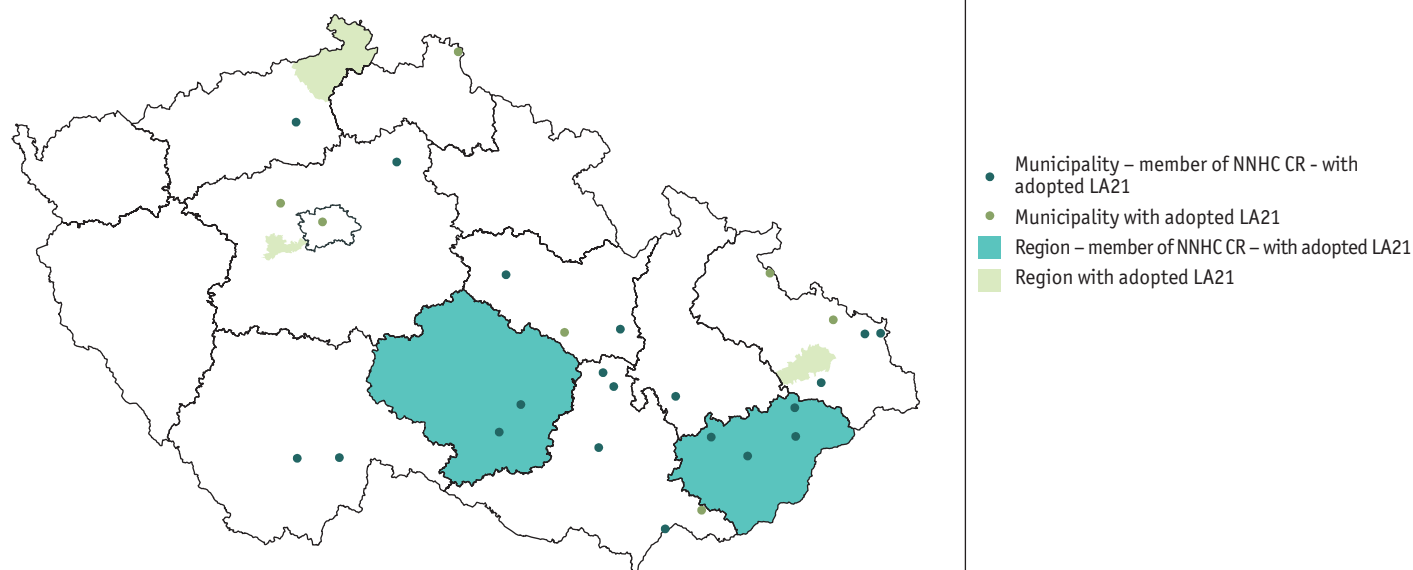 Municipality – member of NNHC CR - with
adopted LA21
Municipality with adopted LA21
Region – member of NNHC CR – with adopted LA21
Region with adopted LA21